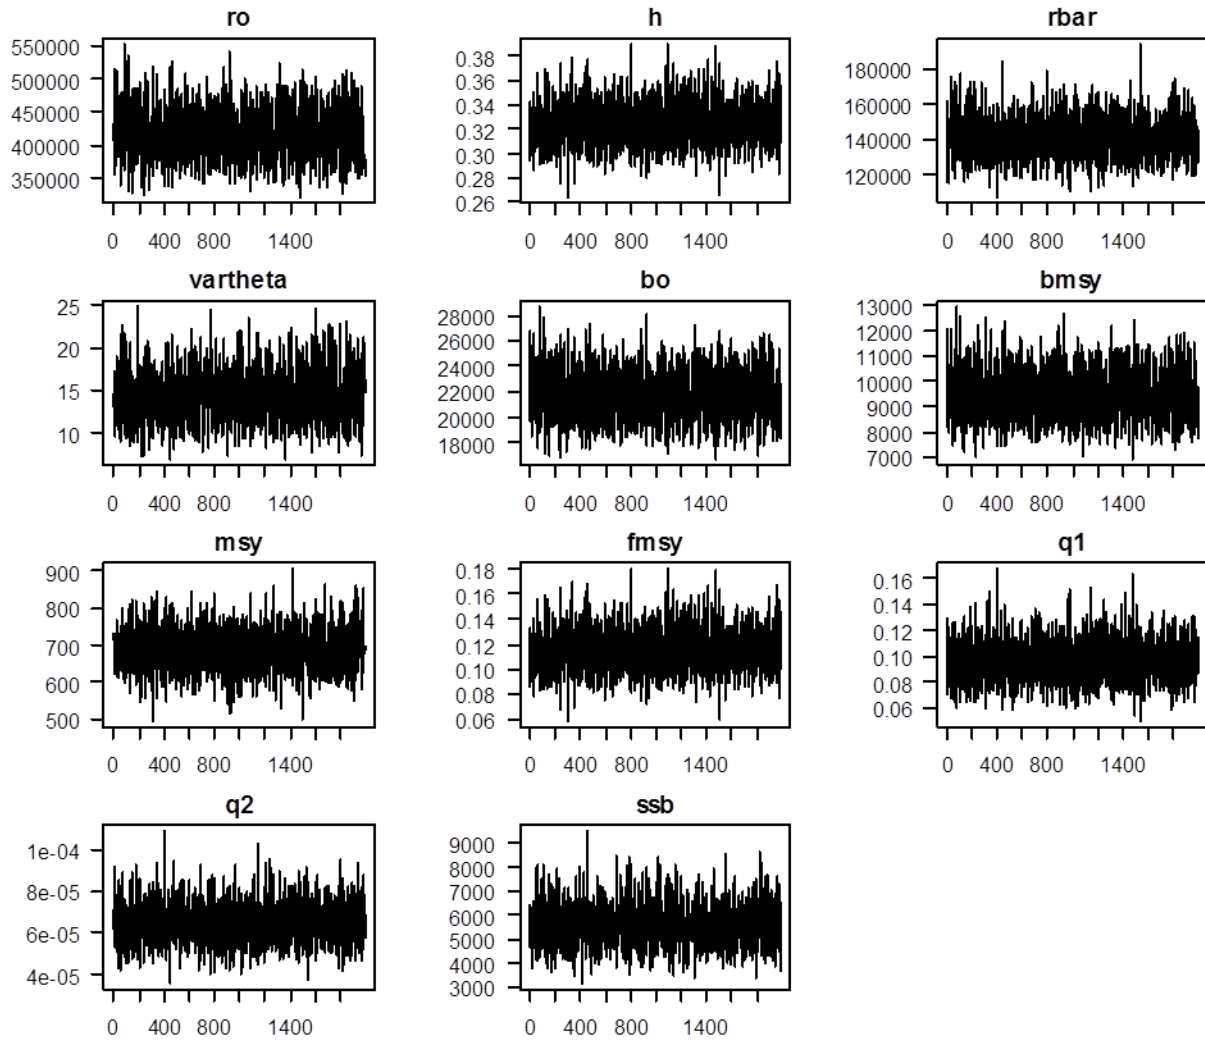 ro
550000
500000
450000
400000
350000
0 400 800 1400
h
0.38
0.36
0.34
0.32
0.30
0.28
0.26
0 400 800 1400
rbar
180000
160000
140000
120000
0 400 800 1400
vartheta
25
20
15
10
0 400 800 1400
bo
28000
26000
24000
22000
20000
18000
0 400 800 1400
bmsy
13000
12000
11000
10000
9000
8000
7000
0 400 800 1400
msy
900
800
700
600
500
0 400 800 1400
fmsy
0.18
0.16
0.14
0.12
0.10
0.08
0.06
0 400 800 1400
q1
0.16
0.14
0.12
0.10
0.08
0.06
0 400 800 1400
q2
1e-04
8e-05
6e-05
4e-05
0 400 800 1400
ssb
9000
8000
7000
6000
5000
4000
3000
0 400 800 1400